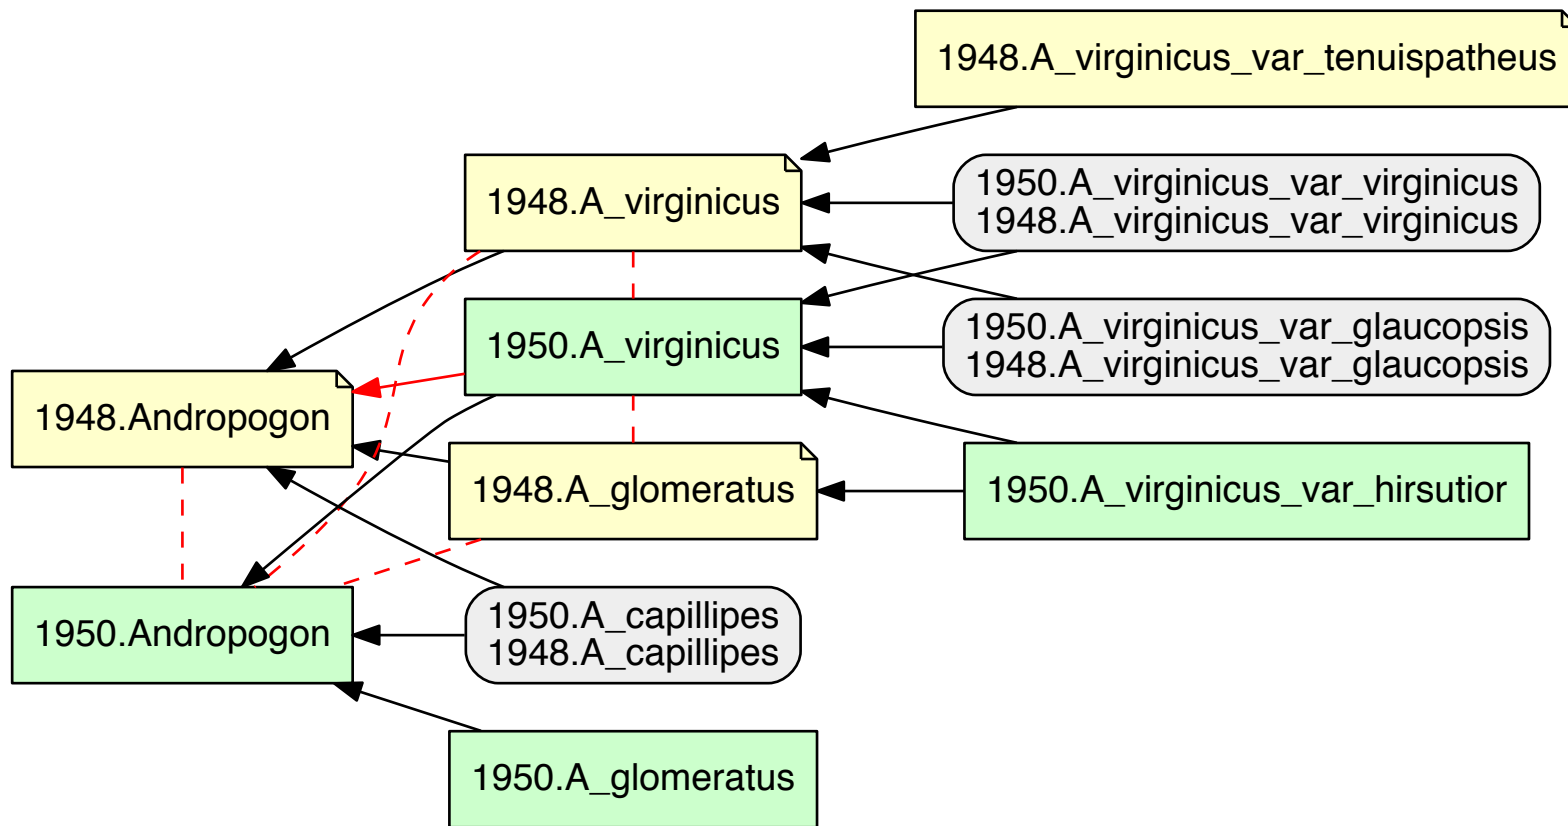 1948.A_virginicus_var_tenuispatheus
1948.A_virginicus
1950.A_virginicus_var_virginicus
1948.A_virginicus_var_virginicus
1950.A_virginicus
1950.A_virginicus_var_glaucopsis
1948.A_virginicus_var_glaucopsis
1948.Andropogon
1948.A_glomeratus
1950.A_virginicus_var_hirsutior
1950.Andropogon
1950.A_capillipes
1948.A_capillipes
1950.A_glomeratus